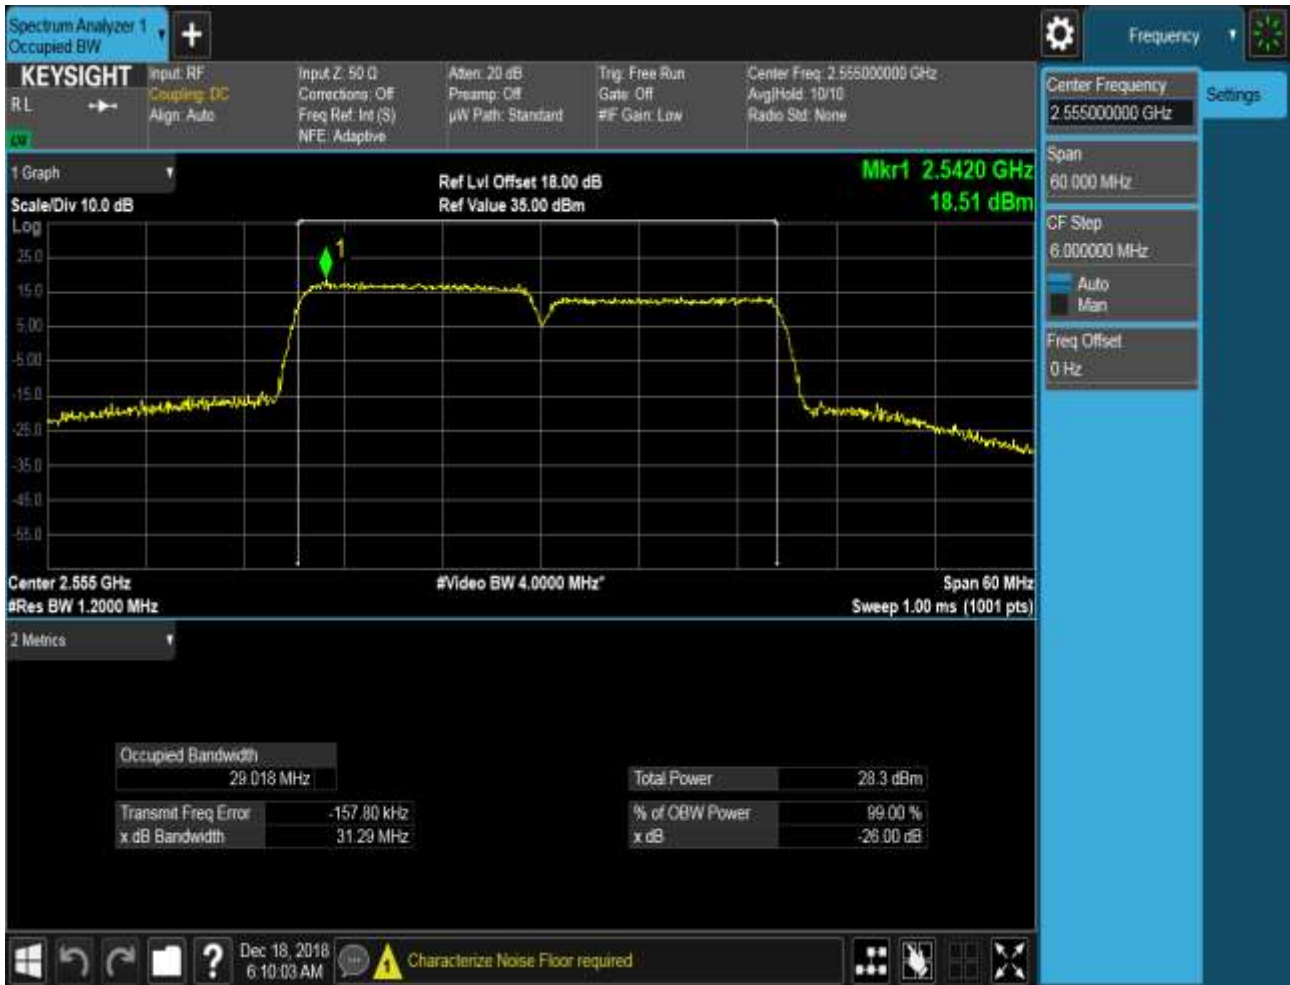 Spectrum Analyzer 1
Occupied BW
Frequency
KEYSIGHT
R L
Input: RF
Coupling: DC
Align: Auto
Input Z: 50 Ω
Corrections: Off
Freq Ref: Int (S)
NFE: Adaptive
Atten: 20 dB
Preamp: Off
µW Path: Standard
Trig: Free Run
Gate: Off
#IF Gain: Low
Center Freq: 2.555000000 GHz
Avg|Hold: 10/10
Radio Std: None
Center Frequency
2.555000000 GHz
Settings
Span
60.000 MHz
CF Step
6.000000 MHz
Auto
Man
Freq Offset
0 Hz
1 Graph
Scale/Div 10.0 dB
Ref Lvl Offset 18.00 dB
Ref Value 35.00 dBm
Mkr1 2.5420 GHz
18.51 dBm
Log
1
25.0
15.0
5.00
-5.00
-15.0
-25.0
-35.0
-45.0
-55.0
Center 2.555 GHz
#Video BW 4.0000 MHz*
Span 60 MHz
#Res BW 1.2000 MHz
Sweep 1.00 ms (1001 pts)
2 Metrics
Occupied Bandwidth
29.018 MHz
Total Power 28.3 dBm
Transmit Freq Error -157.80 kHz
% of OBW Power 99.00 %
x dB Bandwidth 31.29 MHz
x dB -26.00 dB
Dec 18, 2018
6:10:03 AM
Characterize Noise Floor required